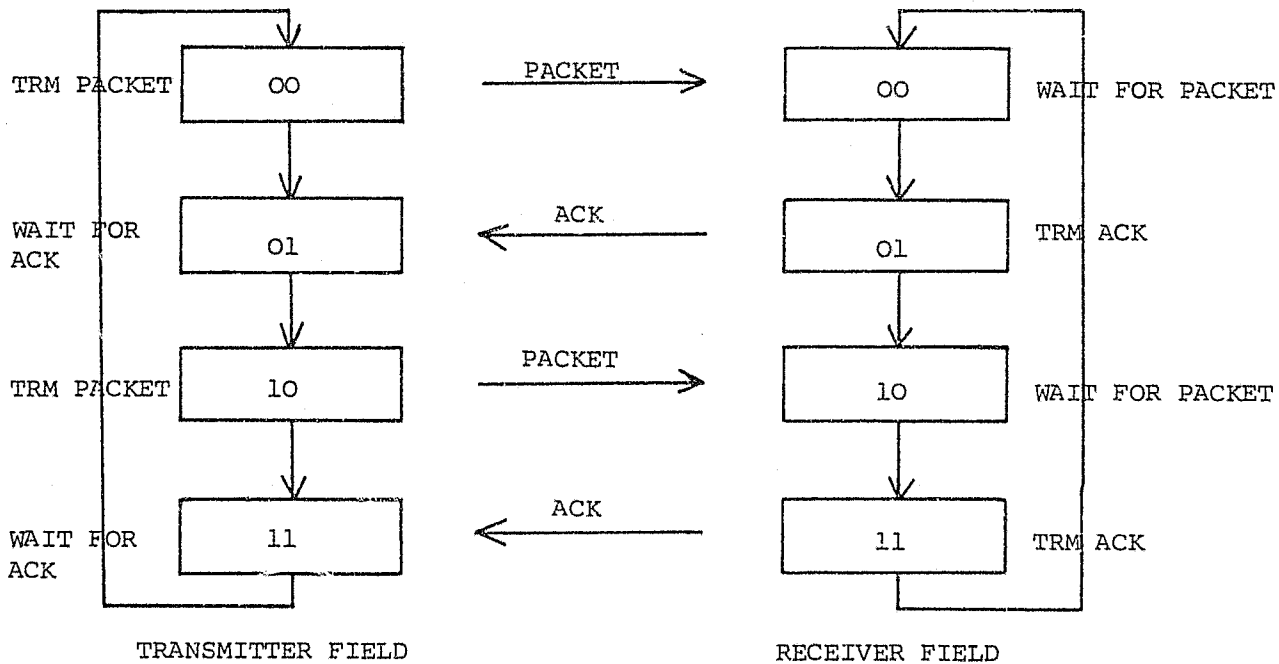 TRM PACKET
00
PACKET
00
WAIT FOR PACKET
WAIT FOR
ACK
01
ACK
01
TRM ACK
TRM PACKET
10
PACKET
10
WAIT FOR PACKET
WAIT FOR
ACK
11
ACK
11
TRM ACK
TRANSMITTER FIELD
RECEIVER FIELD